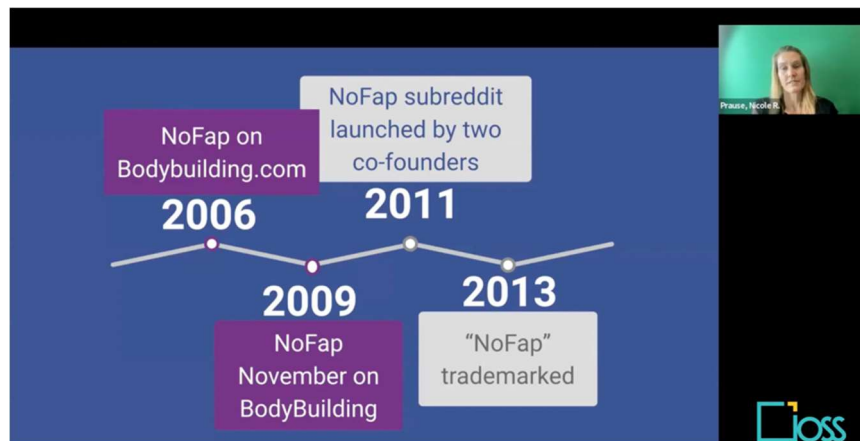 NoFap on
Bodybuilding.com
2006
NoFap subreddit
launched by two
co-founders
2011
2009
NoFap
November on
BodyBuilding
2013
“NoFap”
trademarked
Prause, Nicole R.
ioss